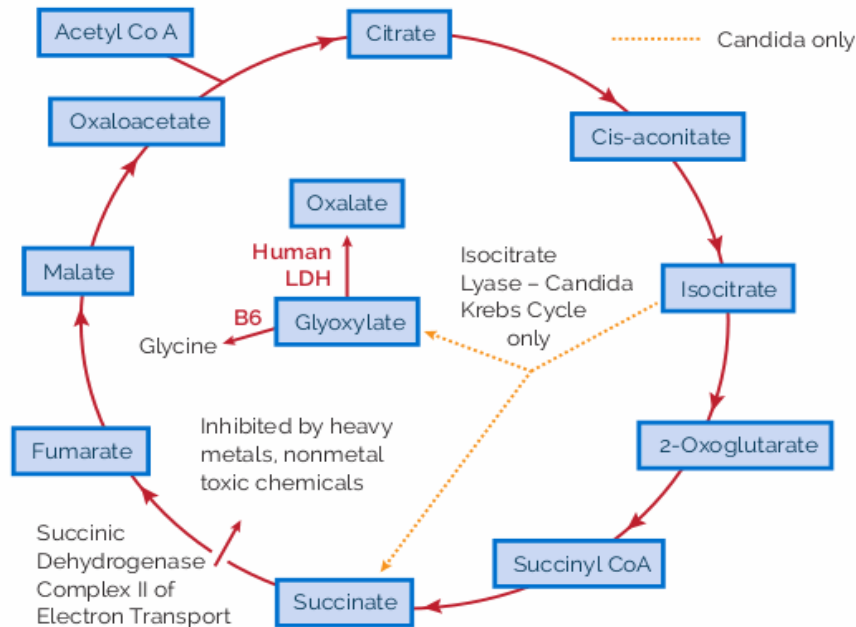 Acetyl Co A
Citrate
Candida only
Oxaloacetate
Cis-aconitate
Oxalate
Human
LDH
Isocitrate
Lyase – Candida
Krebs Cycle
only
Malate
Isocitrate
B6
Glyoxylate
Glycine
Fumarate
Inhibited by heavy
metals, nonmetal
toxic chemicals
2-Oxoglutarate
Succinic
Dehydrogenase
Complex II of
Electron Transport
Succinyl CoA
Succinate